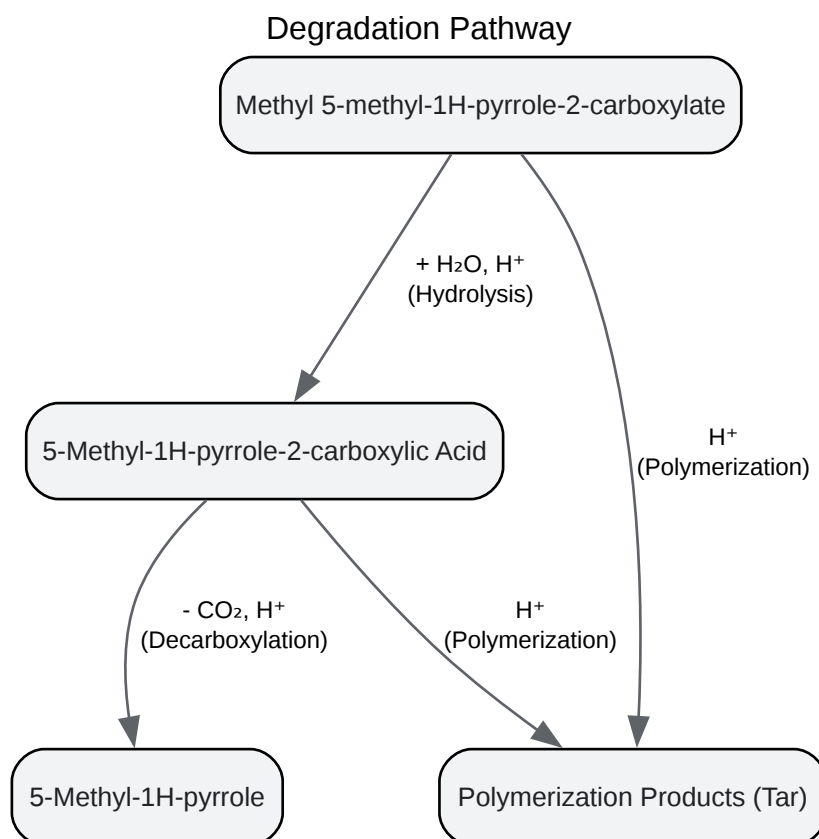 Degradation Pathway
Methyl 5-methyl-1H-pyrrole-2-carboxylate
+ H₂O, H⁺
(Hydrolysis)
5-Methyl-1H-pyrrole-2-carboxylic Acid
H⁺
(Polymerization)
- CO₂, H⁺
(Decarboxylation)
H⁺
(Polymerization)
5-Methyl-1H-pyrrole
Polymerization Products (Tar)